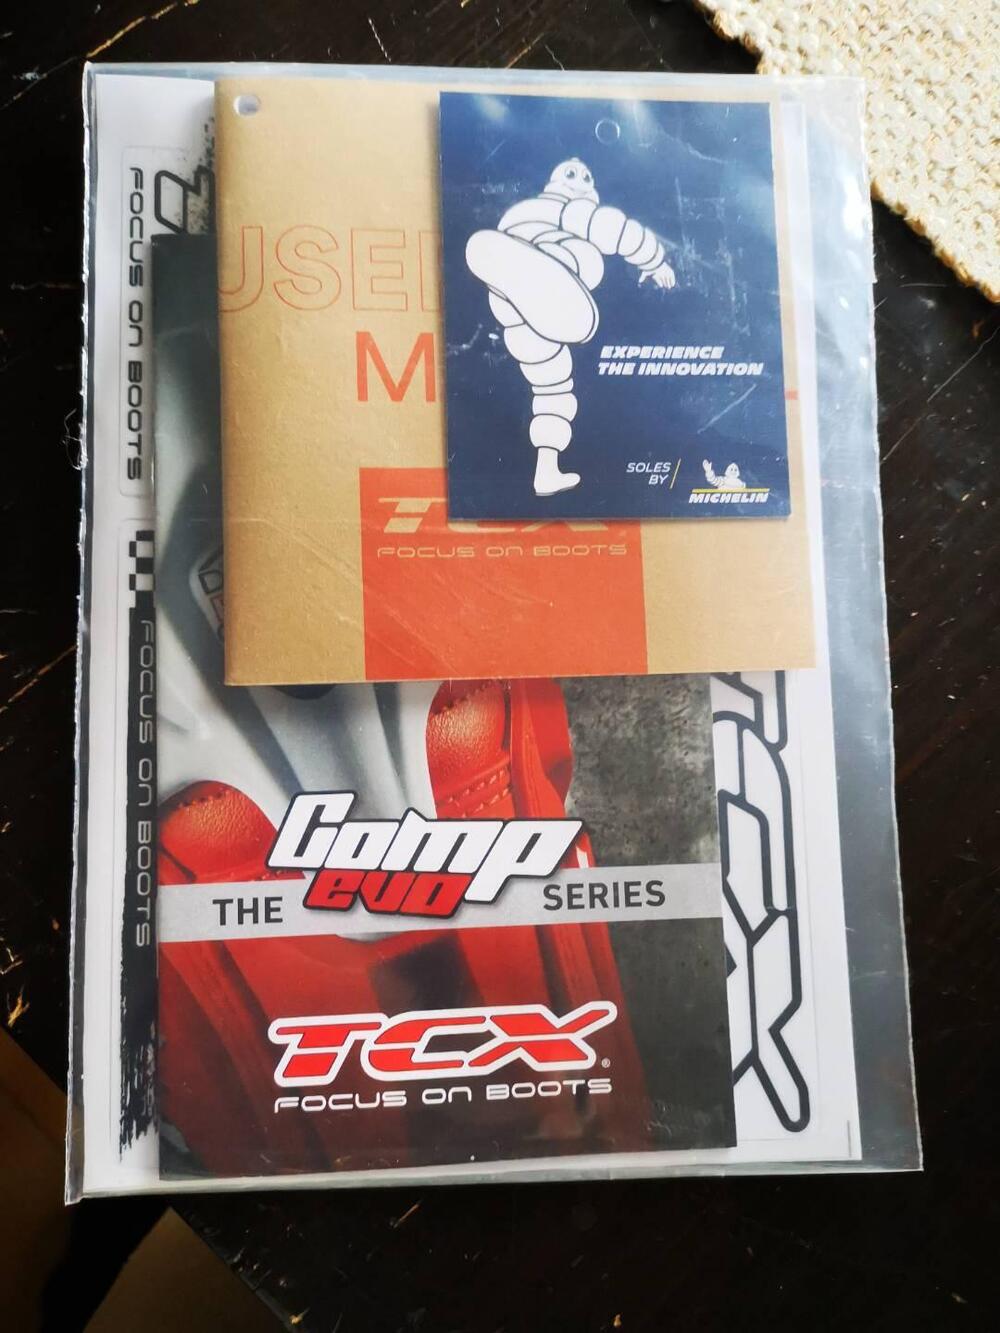 FOCUS ON BOOTS
FOCUS ON BOOTS
EXPERIENCE
THE INNOVATION
SOLES
BY
MICHELIN
TCX
FOCUS ON BOOTS
Comp
evo
THE SERIES
TCX®
FOCUS ON BOOTS